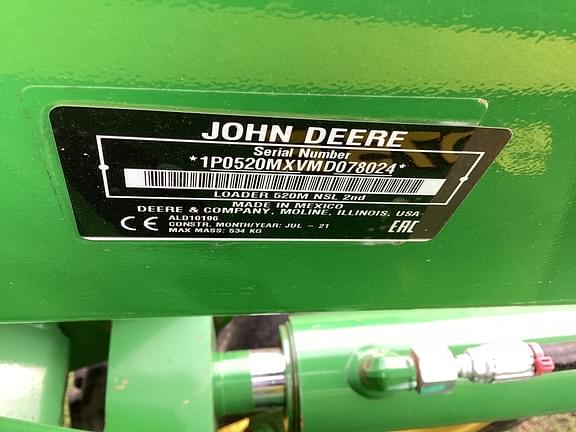 JOHN DEERE
Serial Number
*1P0520MXVMD078024*
LOADER 520M NSL 2nd
MADE IN MEXICO
DEERE & COMPANY, MOLINE, ILLINOIS, USA
ALD10196
CONSTR. MONTH/YEAR: JUL - 21
MAX MASS: 534 KG
CE
EAC